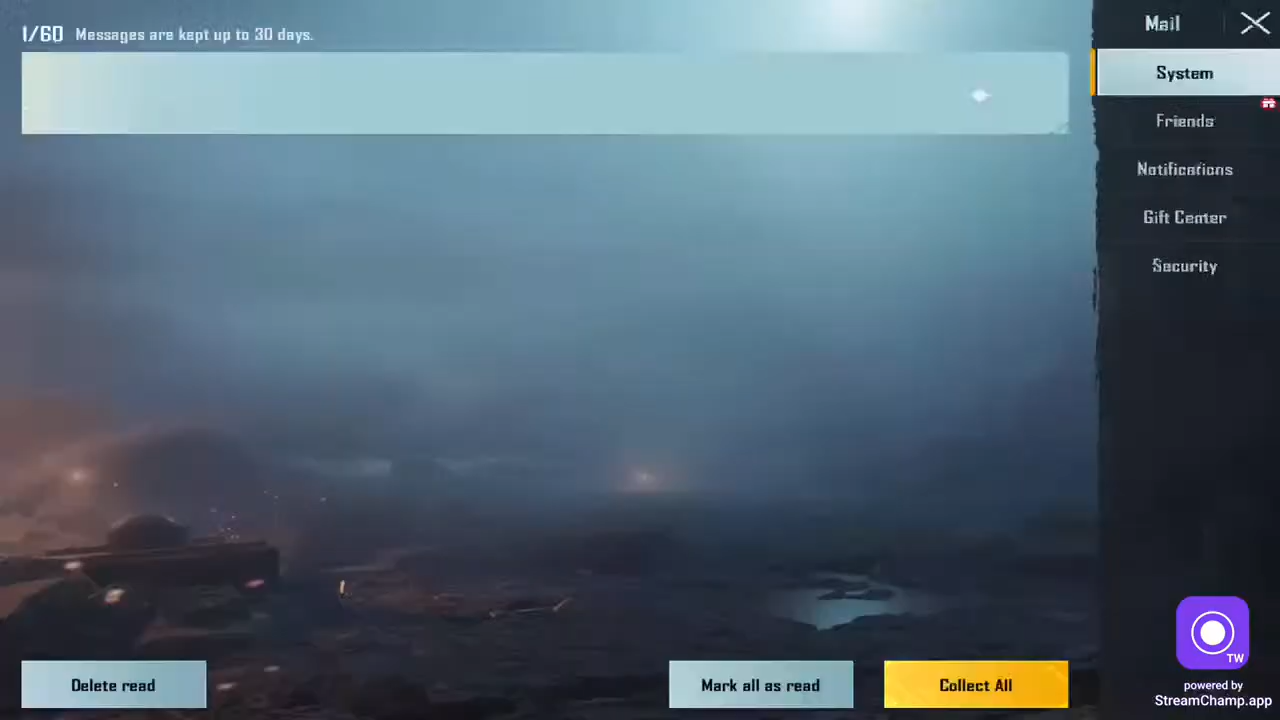 1/60 Messages are kept up to 30 days.
Mail
System
Friends
Notifications
Gift Center
Security
Delete read
Mark all as read
Collect All
TW
powered by
StreamChamp.app